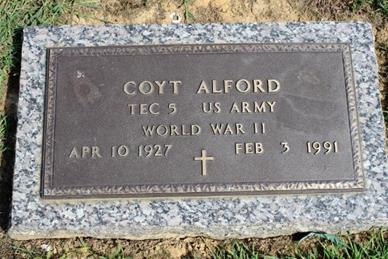 COYT ALFORD
TEC 5 US ARMY
WORLD WAR II
APR 10 1927 FEB 3 1991